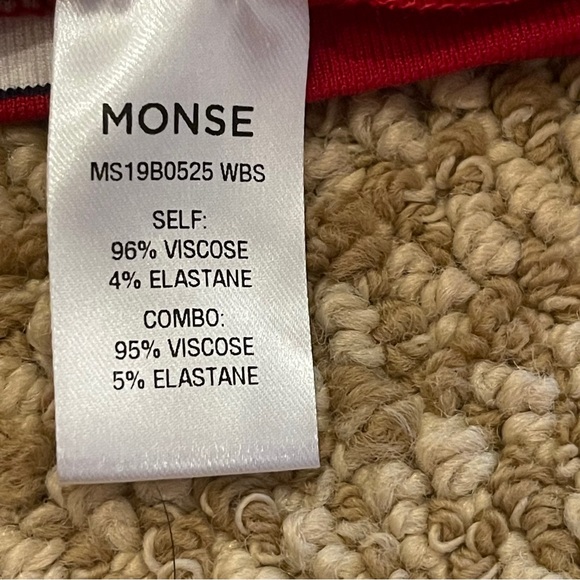 MONSE
MS19B0525 WBS
SELF:
96% VISCOSE
4% ELASTANE
COMBO:
95% VISCOSE
5% ELASTANE